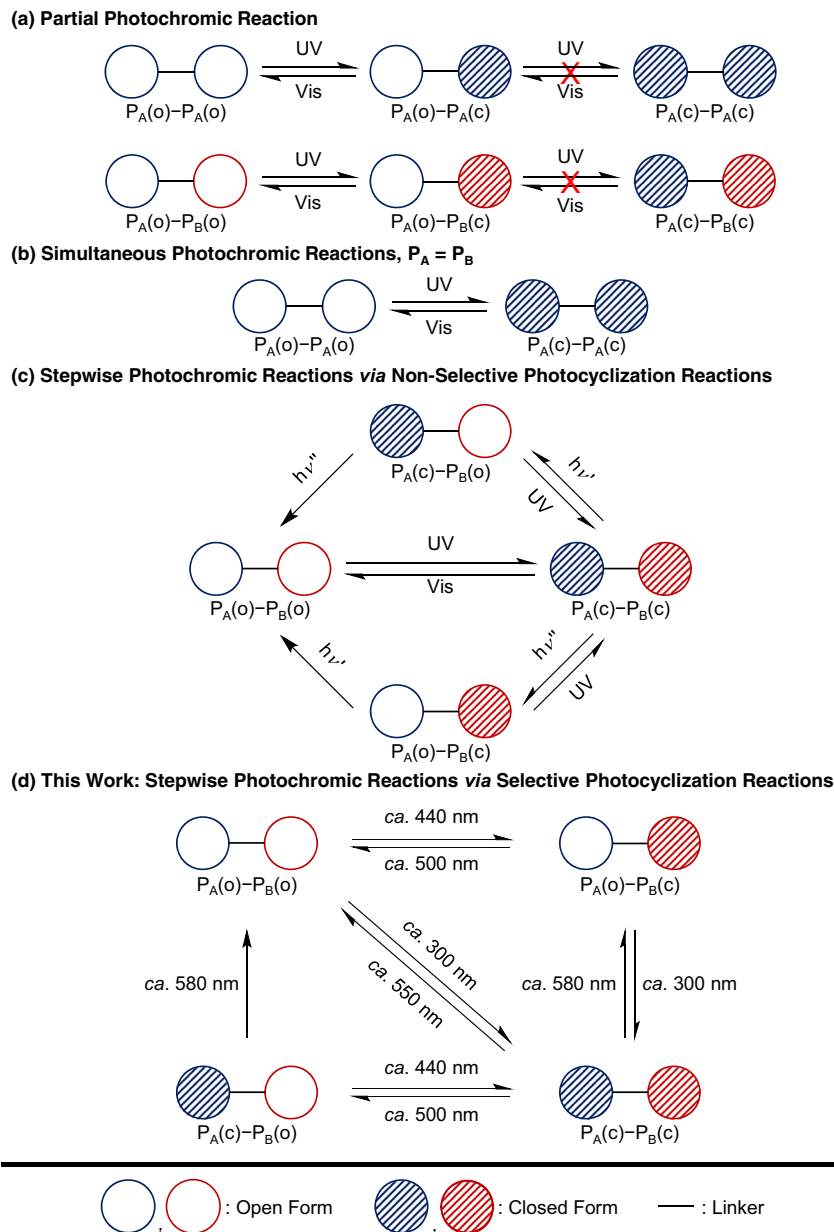 (a) Partial Photochromic Reaction
UV UV
X
Vis Vis
P_A(o)−P_A(o) P_A(o)−P_A(c) P_A(c)−P_A(c)
UV UV
X
Vis Vis
P_A(o)−P_B(o) P_A(o)−P_B(c) P_A(c)−P_B(c)
(b) Simultaneous Photochromic Reactions, P_A = P_B
UV
Vis
P_A(o)−P_A(o) P_A(c)−P_A(c)
(c) Stepwise Photochromic Reactions via Non-Selective Photocyclization Reactions
P_A(c)−P_B(o)
hν″ hν′
UV
UV
Vis
P_A(o)−P_B(o) P_A(c)−P_B(c)
hν′ hν″
UV
P_A(o)−P_B(c)
(d) This Work: Stepwise Photochromic Reactions via Selective Photocyclization Reactions
ca. 440 nm
ca. 500 nm
P_A(o)−P_B(o) P_A(o)−P_B(c)
ca. 300 nm
ca. 550 nm
ca. 580 nm ca. 580 nm ca. 300 nm
ca. 440 nm
ca. 500 nm
P_A(c)−P_B(o) P_A(c)−P_B(c)
, : Open Form , : Closed Form : Linker